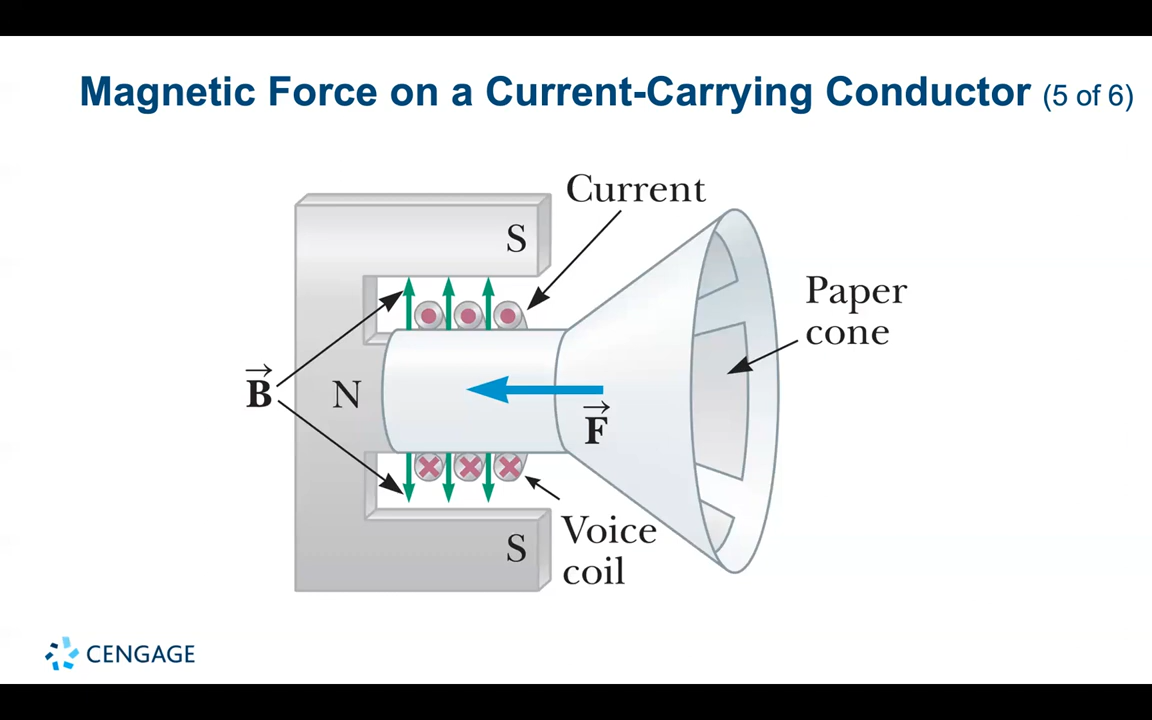 Magnetic Force on a Current-Carrying Conductor (5 of 6)
Current
S
Paper
cone
B
N
F
S
Voice
coil
CENGAGE